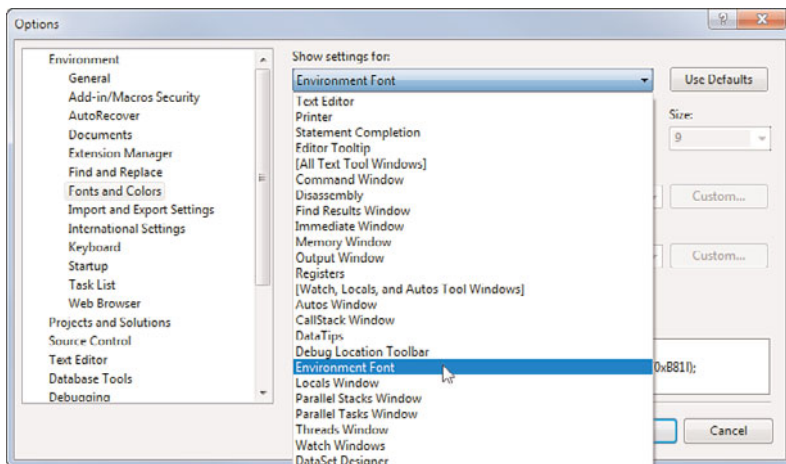 Options
Environment
General
Add-in/Macros Security
AutoRecover
Documents
Extension Manager
Find and Replace
Fonts and Colors
Import and Export Settings
International Settings
Keyboard
Startup
Task List
Web Browser
Projects and Solutions
Source Control
Text Editor
Database Tools
Debugging
Show settings for:
Environment Font
Text Editor
Printer
Statement Completion
Editor Tooltip
[All Text Tool Windows]
Command Window
Disassembly
Find Results Window
Immediate Window
Memory Window
Output Window
Registers
[Watch, Locals, and Autos Tool Windows]
Autos Window
CallStack Window
DataTips
Debug Location Toolbar
Environment Font
Locals Window
Parallel Stacks Window
Parallel Tasks Window
Threads Window
Watch Windows
DataSet Designer
Use Defaults
Size:
9
Custom...
Custom...
0xB81l);
Cancel